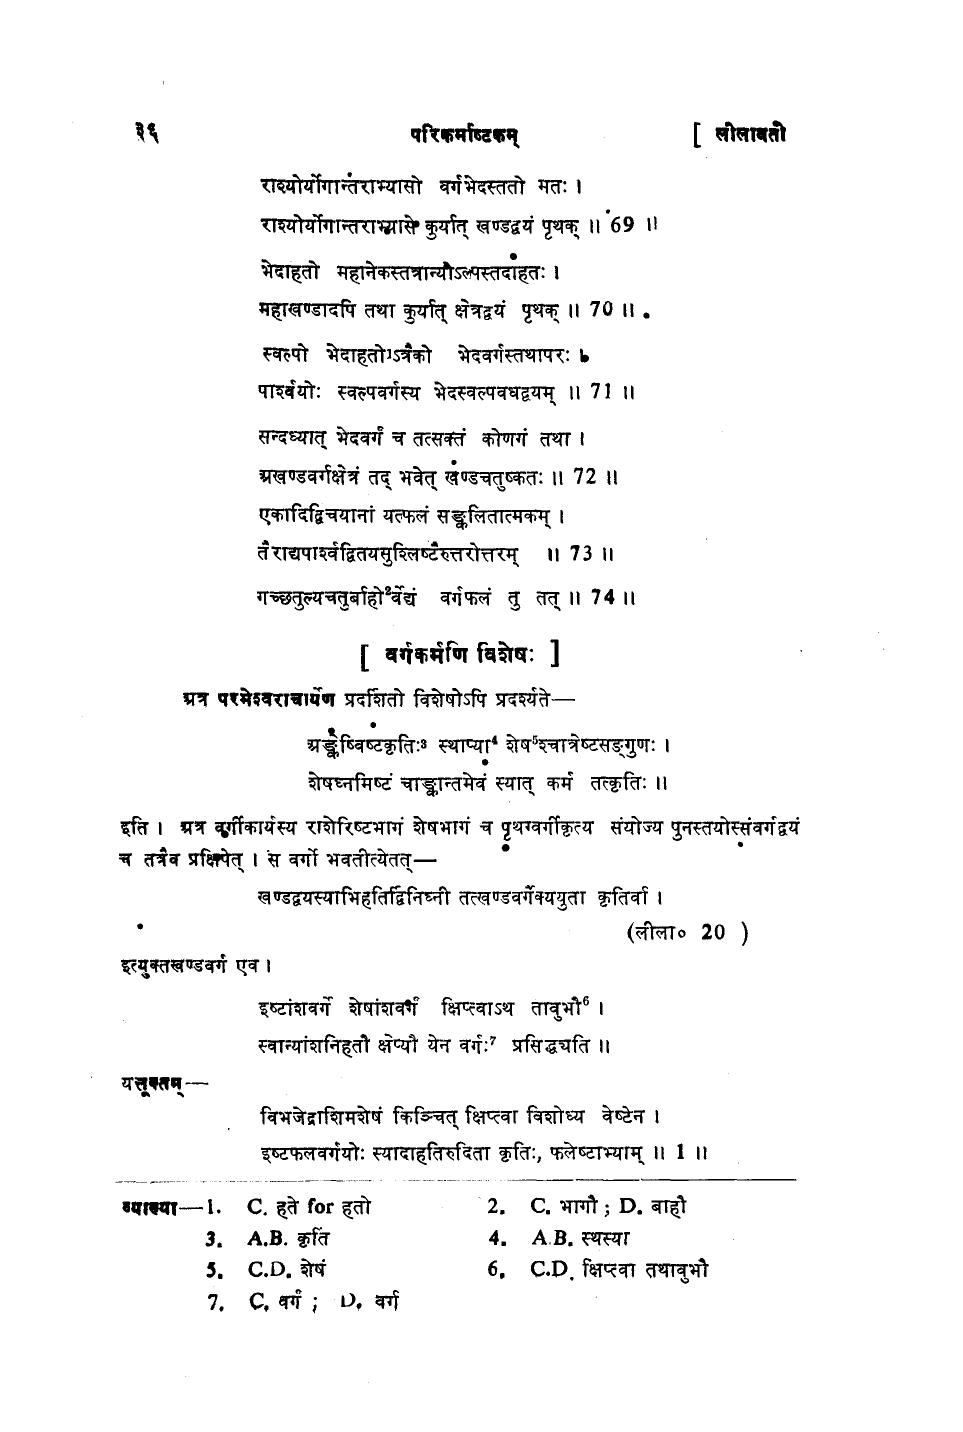 ३६ परिकर्माष्टकम् [ लीलावती
राश्योर्योगान्तराभ्यासो वर्गभेदस्ततो मतः ।
राश्योर्योगान्तराभ्यासे कुर्यात् खण्डद्वयं पृथक् ॥ 69 ॥
भेदाहतो महानेकस्तत्रान्योऽल्पस्तदाहतः ।
महाखण्डादपि तथा कुर्यात् क्षेत्रद्वयं पृथक् ॥ 70 ॥
स्वल्पो भेदाहतो¹ऽत्रैको भेदवर्गस्तथापरः ।
पार्श्वयोः स्वल्पवर्गस्य भेदस्वल्पवधद्वयम् ॥ 71 ॥
सन्दध्यात् भेदवर्गं च तत्सक्तं कोणगं तथा ।
अखण्डवर्गक्षेत्रं तद् भवेत् खण्डचतुष्कतः ॥ 72 ॥
एकादिद्विचयानां यत्फलं सङ्कलितात्मकम् ।
तैराद्यपार्श्वद्वितयसुश्लिष्टैरुत्तरोत्तरम् ॥ 73 ॥
गच्छतुल्यचतुर्बाहो²र्वेद्यं वर्गफलं तु तत् ॥ 74 ॥
[ वर्गकर्मणि विशेषः ]
अत्र परमेश्वराचार्येण प्रदर्शितो विशेषोऽपि प्रदर्श्यते—
अङ्केष्विष्टकृतिः³ स्थाप्या⁴ शेष⁵श्चात्रेष्टसङ्गुणः ।
शेषघ्नमिष्टं चाङ्कान्तमेवं स्यात् कर्म तत्कृतिः ॥
इति । अत्र वर्गीकार्यस्य राशेरिष्टभागं शेषभागं च पृथग्वर्गीकृत्य संयोज्य पुनस्तयोस्संवर्गद्वयं
च तत्रैव प्रक्षिपेत् । स वर्गो भवतीत्येतत्—
खण्डद्वयस्याभिहतिर्द्विनिघ्नी तत्खण्डवर्गैक्ययुता कृतिर्वा ।
(लीला० 20 )
इत्युक्तखण्डवर्ग एव ।
इष्टांशवर्गे शेषांशवर्गं क्षिप्त्वाऽथ तावुभौ⁶ ।
स्वान्यांशनिहतौ क्षेप्यौ येन वर्गः⁷ प्रसिद्ध्यति ॥
यत्तूक्तम्—
विभजेद्राशिमशेषं किञ्चित् क्षिप्त्वा विशोध्य वेष्टेन ।
इष्टफलवर्गयोः स्यादाहतिरुदिता कृतिः, फलेष्टाभ्याम् ॥ 1 ॥
व्याख्या—1. C. हते for हतो 2. C. भागौ ; D. बाहौ
3. A.B. कृति 4. A.B. स्थस्या
5. C.D. शेषं 6. C.D. क्षिप्त्वा तथावुभौ
7. C. वर्गं ; D. वर्ग